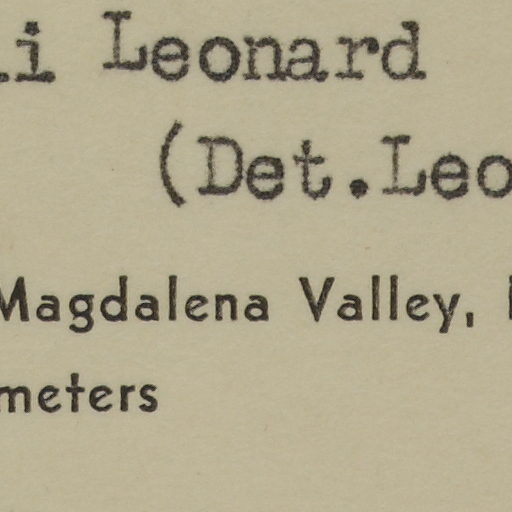 i Leonard
(Det.Leo
Magdalena Valley,
meters